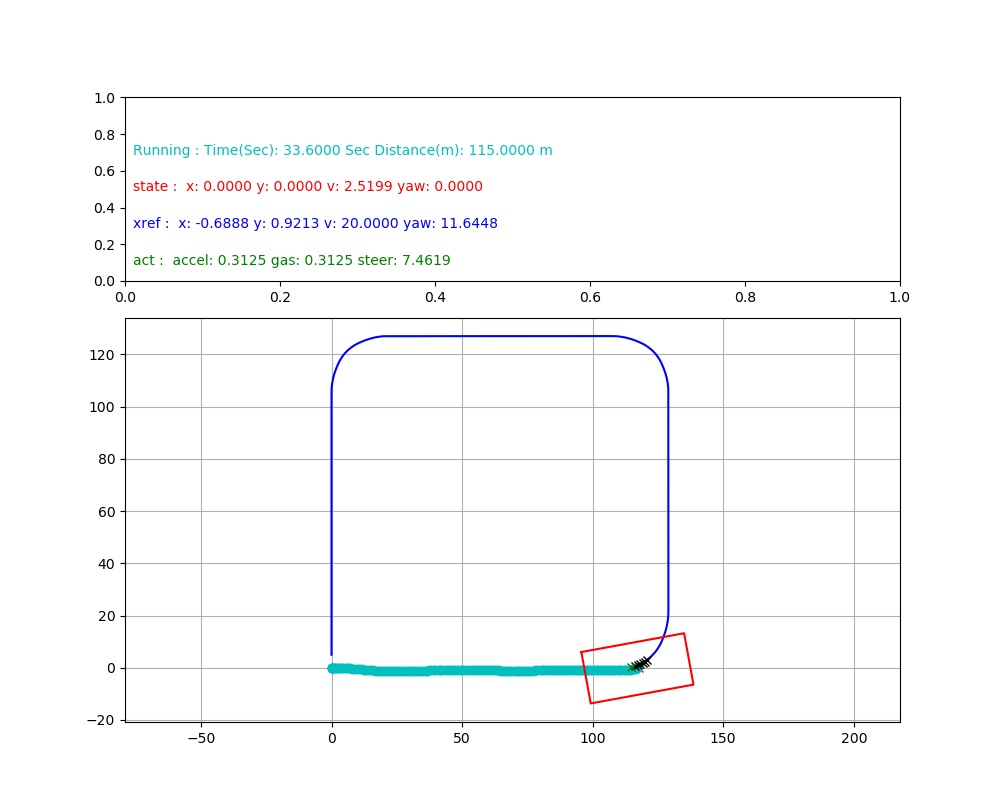 1.0
0.8
Running : Time(Sec): 33.6000 Sec Distance(m): 115.0000 m
0.6
state :  x: 0.0000 y: 0.0000 v: 2.5199 yaw: 0.0000
0.4
xref :  x: -0.6888 y: 0.9213 v: 20.0000 yaw: 11.6448
0.2
act :  accel: 0.3125 gas: 0.3125 steer: 7.4619
0.0
0.0 0.2 0.4 0.6 0.8 1.0
120
100
80
60
40
20
0
−20
−50 0 50 100 150 200